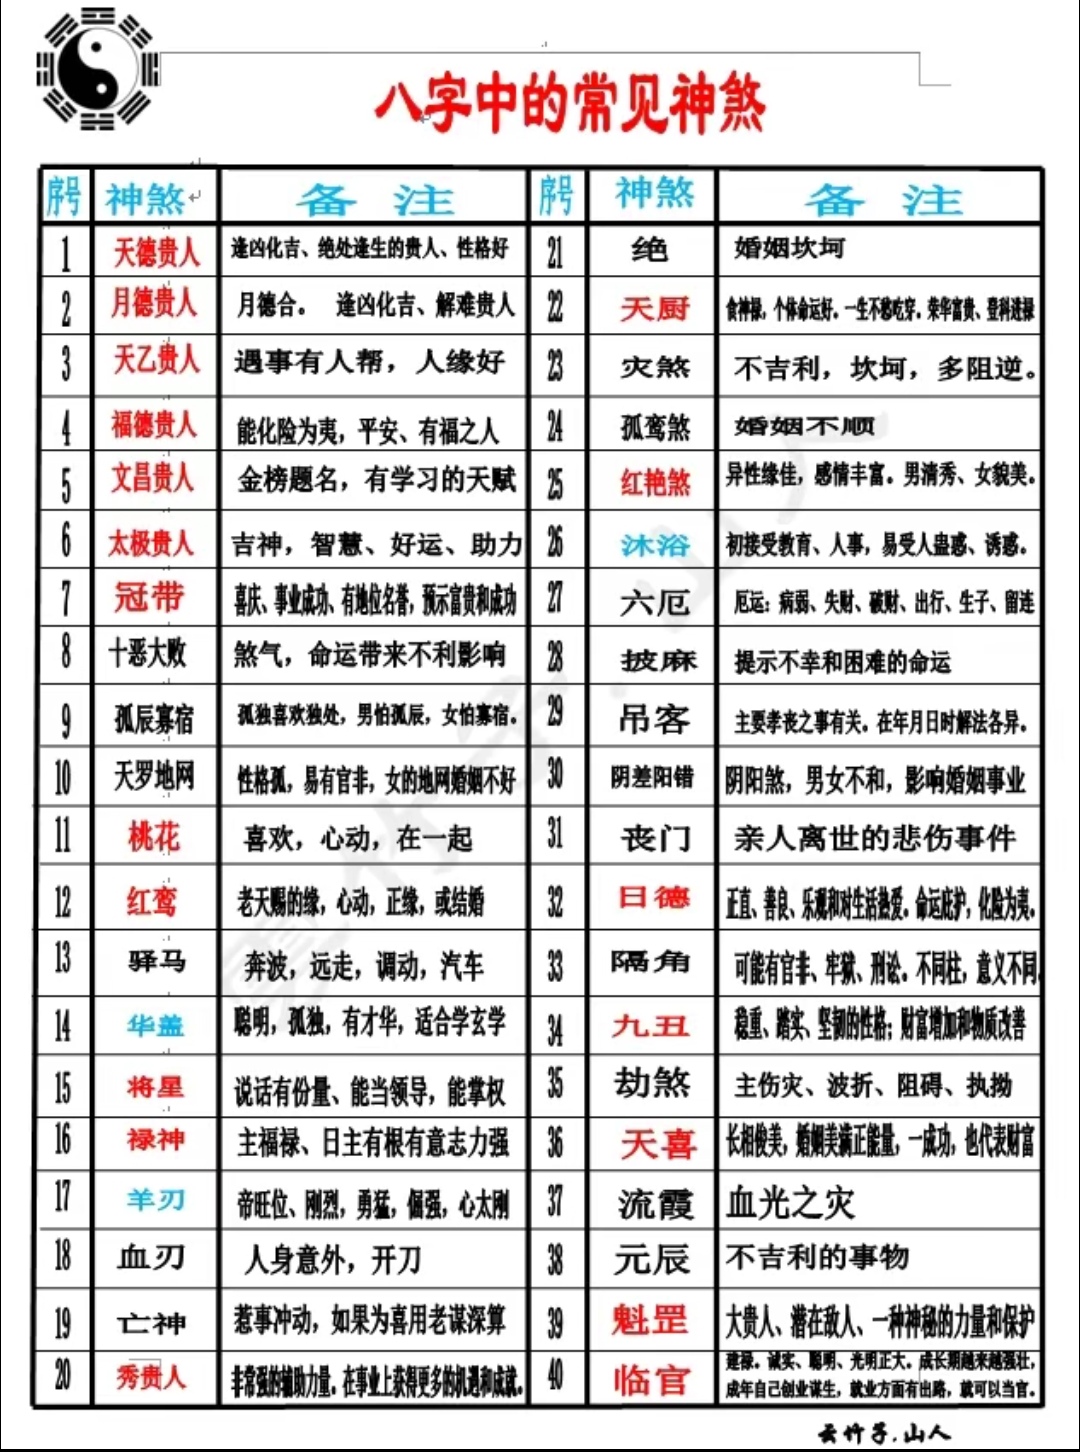 八字中的常见神煞
序号 神煞 备注 序号 神煞 备注
1 天德贵人 逢凶化吉、绝处逢生的贵人、性格好 21 绝 婚姻坎坷
2 月德贵人 月德合。 逢凶化吉、解难贵人 22 天厨 食神禄，个体命运好。一生不愁吃穿。荣华富贵、登科进禄
3 天乙贵人 遇事有人帮，人缘好 23 灾煞 不吉利，坎坷，多阻逆。
4 福德贵人 能化险为夷，平安、有福之人 24 孤鸾煞 婚姻不顺
5 文昌贵人 金榜题名，有学习的天赋 25 红艳煞 异性缘佳，感情丰富。男清秀、女貌美。
6 太极贵人 吉神，智慧、好运、助力 26 沐浴 初接受教育、人事，易受人蛊惑、诱惑。
7 冠带 喜庆、事业成功、有地位名誉，预示富贵和成功 27 六厄 厄运：病弱、失财、破财、出行、生子、留连
8 十恶大败 煞气，命运带来不利影响 28 披麻 提示不幸和困难的命运
9 孤辰寡宿 孤独喜欢独处，男怕孤辰，女怕寡宿。 29 吊客 主要孝丧之事有关。在年月日时解法各异。
10 天罗地网 性格孤，易有官非，女的地网婚姻不好 30 阴差阳错 阴阳煞，男女不和，影响婚姻事业
11 桃花 喜欢，心动，在一起 31 丧门 亲人离世的悲伤事件
12 红鸾 老天赐的缘，心动，正缘，或结婚 32 日德 正直、善良、乐观和对生活热爱。命运庇护，化险为夷。
13 驿马 奔波，远走，调动，汽车 33 隔角 可能有官非、牢狱、刑讼。不同柱，意义不同。
14 华盖 聪明，孤独，有才华，适合学玄学 34 九丑 稳重、踏实、坚韧的性格；财富增加和物质改善
15 将星 说话有份量、能当领导，能掌权 35 劫煞 主伤灾、波折、阻碍、执拗
16 禄神 主福禄、日主有根有意志力强 36 天喜 长相俊美，婚姻美满正能量，一成功，也代表财富
17 羊刃 帝旺位、刚烈，勇猛，倔强，心太刚 37 流霞 血光之灾
18 血刃 人身意外，开刀 38 元辰 不吉利的事物
19 亡神 惹事冲动，如果为喜用老谋深算 39 魁罡 大贵人、潜在敌人、一种神秘的力量和保护
20 秀贵人 非常强的辅助力量。在事业上获得更多的机遇和成就。 40 临官 建禄。诚实、聪明、光明正大。成长期越来越强壮，
成年自己创业谋生，就业方面有出路，就可以当官。
云竹子.山人
云竹子.山人